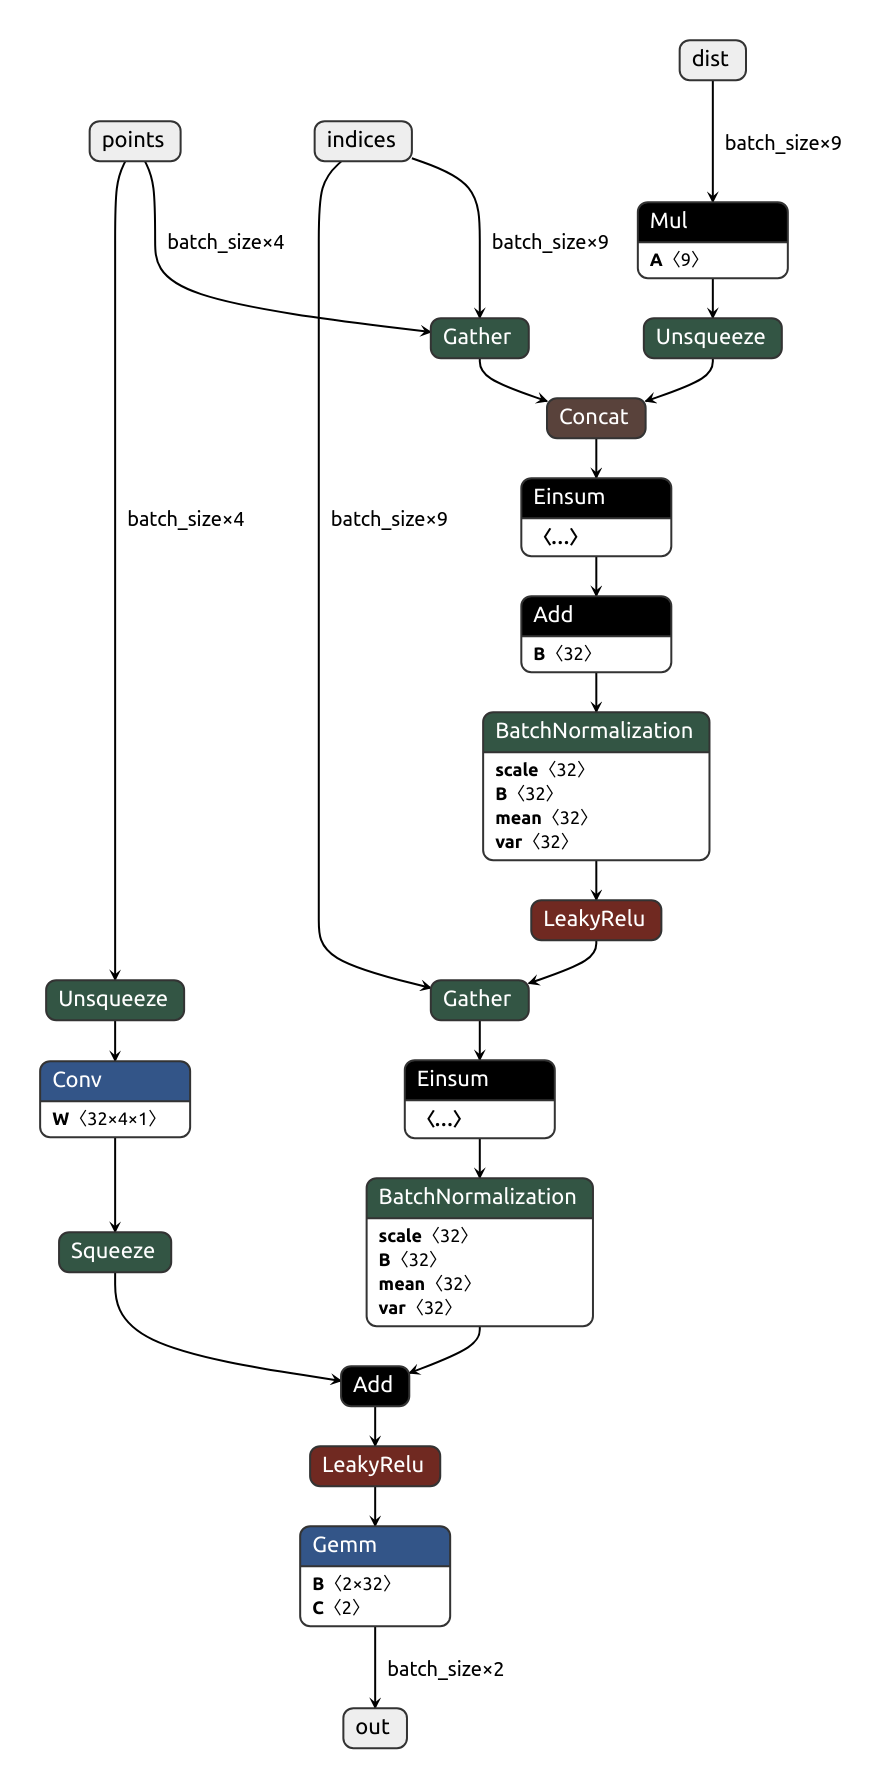 dist
points
indices
batch_size×9
Mul
batch_size×4
batch_size×9
A〈9〉
Gather
Unsqueeze
Concat
Einsum
batch_size×4
batch_size×9
〈…〉
Add
B〈32〉
BatchNormalization
scale〈32〉
B〈32〉
mean〈32〉
var〈32〉
LeakyRelu
Unsqueeze
Gather
Conv
Einsum
W〈32×4×1〉
〈…〉
BatchNormalization
Squeeze
scale〈32〉
B〈32〉
mean〈32〉
var〈32〉
Add
LeakyRelu
Gemm
B〈2×32〉
C〈2〉
batch_size×2
out